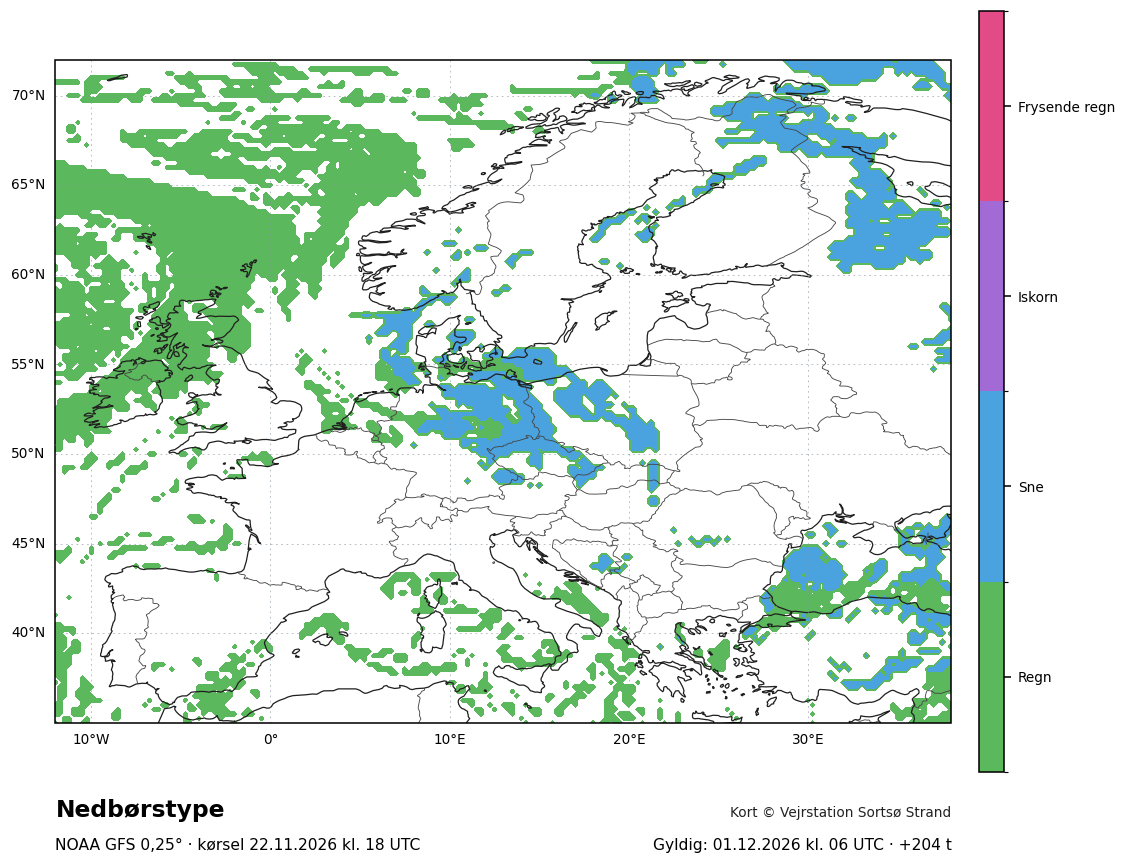 70°N
65°N
60°N
55°N
50°N
45°N
40°N
10°W
0°
10°E
20°E
30°E
Frysende regn
Iskorn
Sne
Regn
Nedbørstype
Kort © Vejrstation Sortsø Strand
NOAA GFS 0,25° · kørsel 22.11.2026 kl. 18 UTC
Gyldig: 01.12.2026 kl. 06 UTC · +204 t